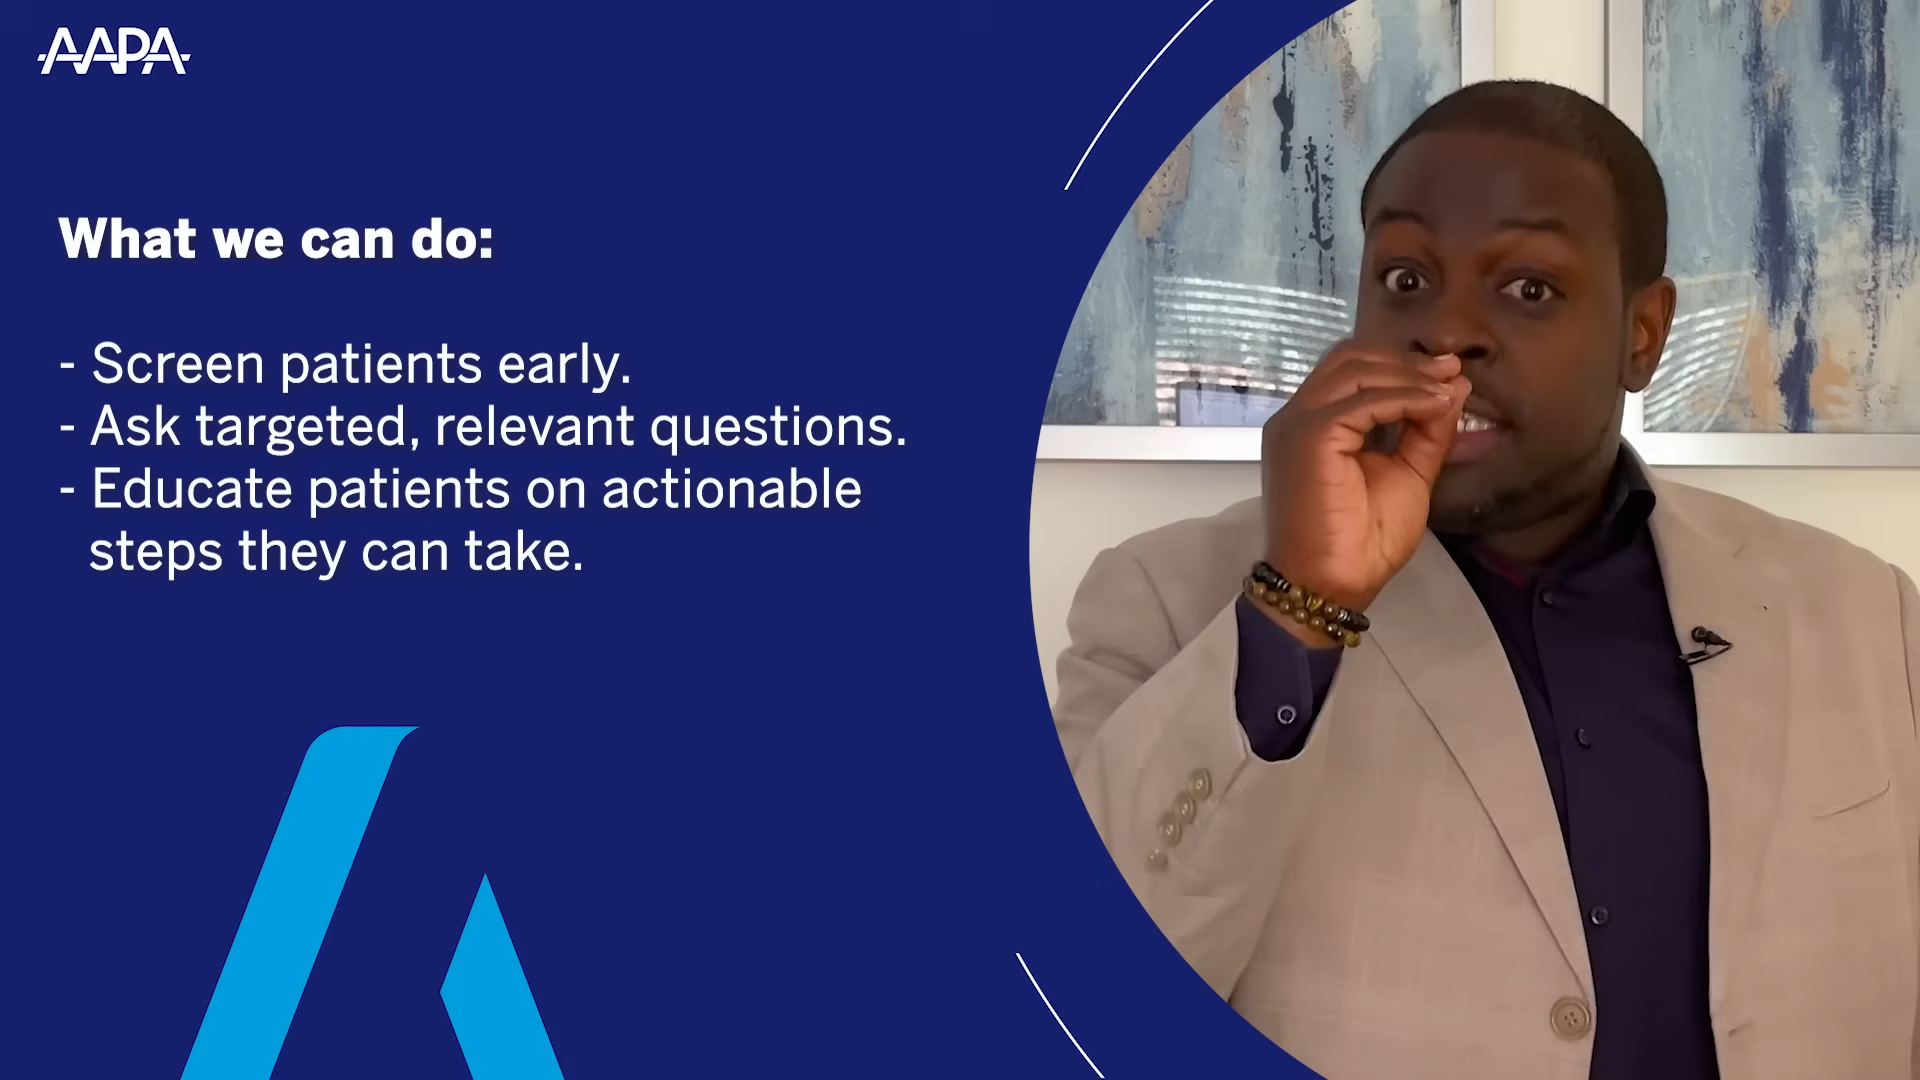 AAPA
What we can do:
- Screen patients early.
- Ask targeted, relevant questions.
- Educate patients on actionable
steps they can take.